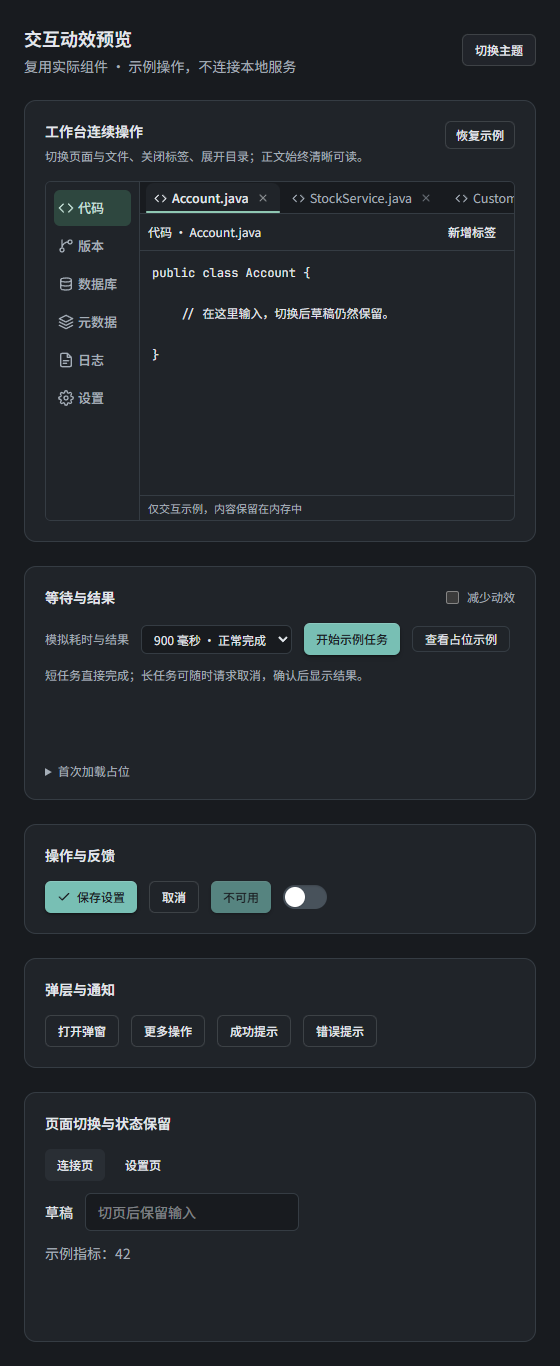 交互动效预览
切换主题
复用实际组件 · 示例操作，不连接本地服务
工作台连续操作
恢复示例
切换页面与文件、关闭标签、展开目录；正文始终清晰可读。
代码
版本
数据库
元数据
日志
设置
Account.java
StockService.java
Custom
代码 · Account.java
新增标签
public class Account {
// 在这里输入，切换后草稿仍然保留。
}
仅交互示例，内容保留在内存中
等待与结果
减少动效
模拟耗时与结果
900 毫秒 · 正常完成
开始示例任务
查看占位示例
短任务直接完成；长任务可随时请求取消，确认后显示结果。
首次加载占位
操作与反馈
保存设置
取消
不可用
弹层与通知
打开弹窗
更多操作
成功提示
错误提示
页面切换与状态保留
连接页
设置页
草稿
切页后保留输入
示例指标：42